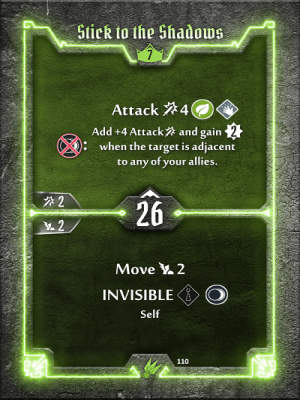 Stick to the Shadows
7
Attack 4
: Add +4 Attack and gain 2
when the target is adjacent
to any of your allies.
2
26
2
Move 2
INVISIBLE
Self
110